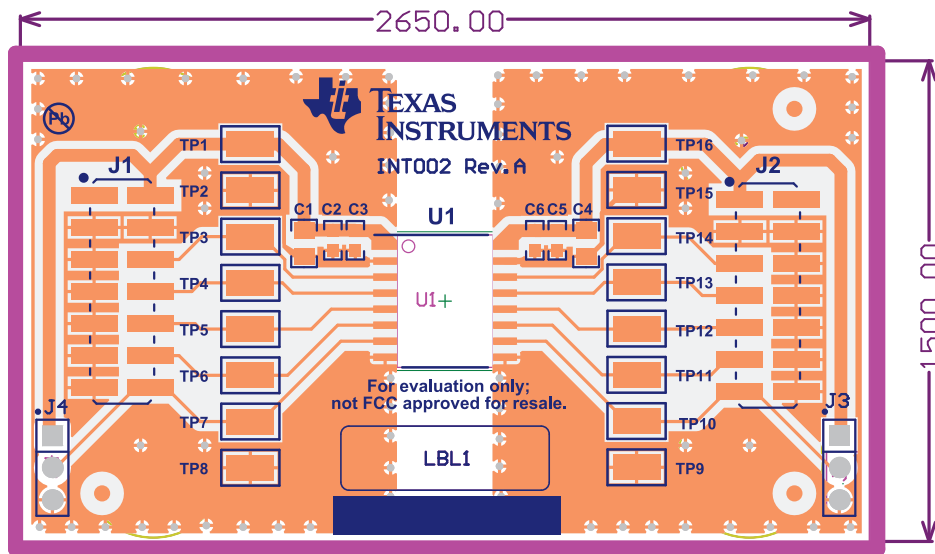 2650.00
TEXAS
INSTRUMENTS
INT002 Rev.A
Pb
TP1
TP16
J1
J2
TP2
TP15
C1 C2 C3
U1
C6 C5 C4
TP3
TP14
TP4
TP13
U1+
1500.00
TP5
TP12
TP6
TP11
For evaluation only;
not FCC approved for resale.
J4
J3
TP7
TP10
LBL1
TP8
TP9